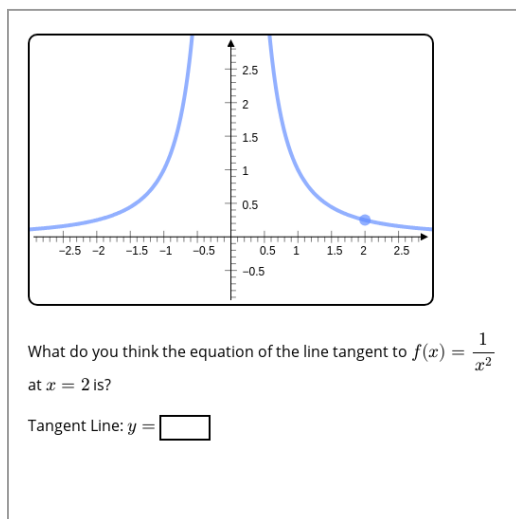 2.5
2
1.5
1
0.5
−2.5 −2 −1.5 −1 −0.5 0.5 1 1.5 2 2.5
−0.5
What do you think the equation of the line tangent to f(x) = 1/x²
at x = 2 is?
Tangent Line: y =